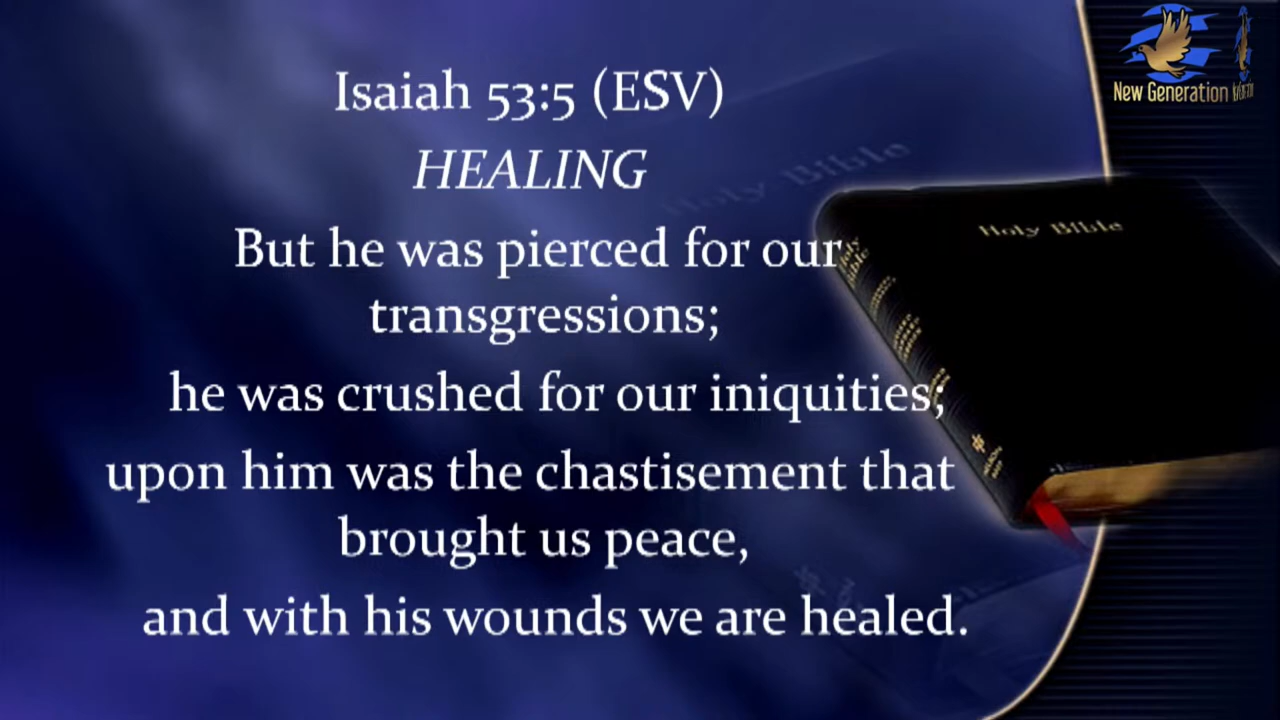 New Generation
Isaiah 53:5 (ESV)
HEALING
Holy Bible
Holy Bible
But he was pierced for our
Holy Bible
transgressions;
he was crushed for our iniquities;
upon him was the chastisement that
brought us peace,
and with his wounds we are healed.